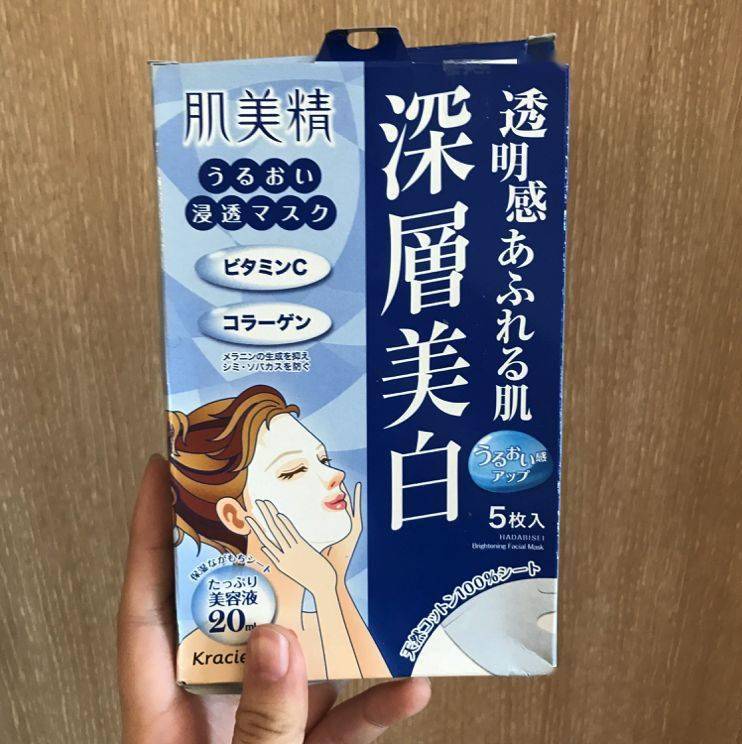 肌美精
うるおい
浸透マスク
ビタミンC
コラーゲン
メラニンの生成を抑え
シミ・ソバカスを防ぐ
透明感あふれる肌
深層美白
うるおい感
アップ
5枚入
HADABISEI
Brightening Facial Mask
保湿ながもちシート
たっぷり
美容液
20ml
天然コットン100%シート
Kracie